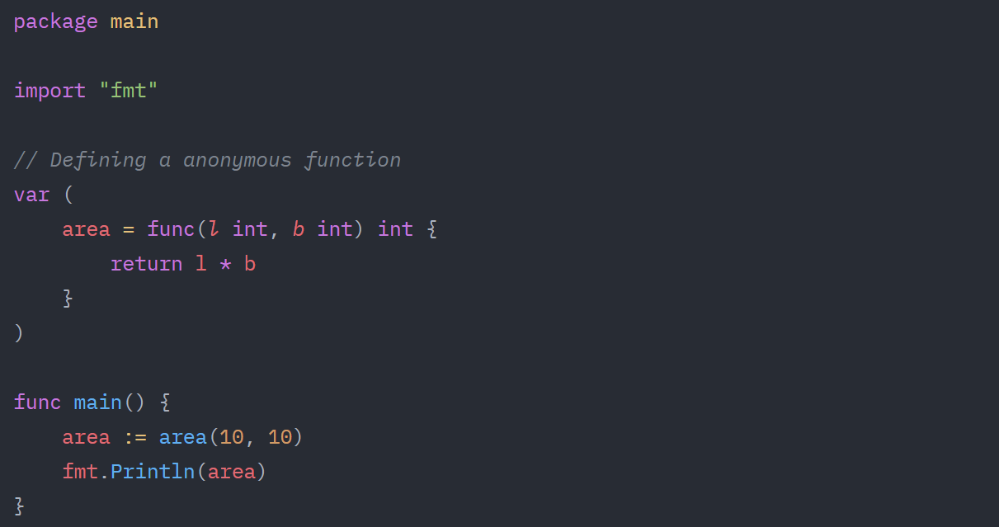 package main
import "fmt"
// Defining a anonymous function
var (
    area = func(l int, b int) int {
        return l * b
    }
)
func main() {
    area := area(10, 10)
    fmt.Println(area)
}